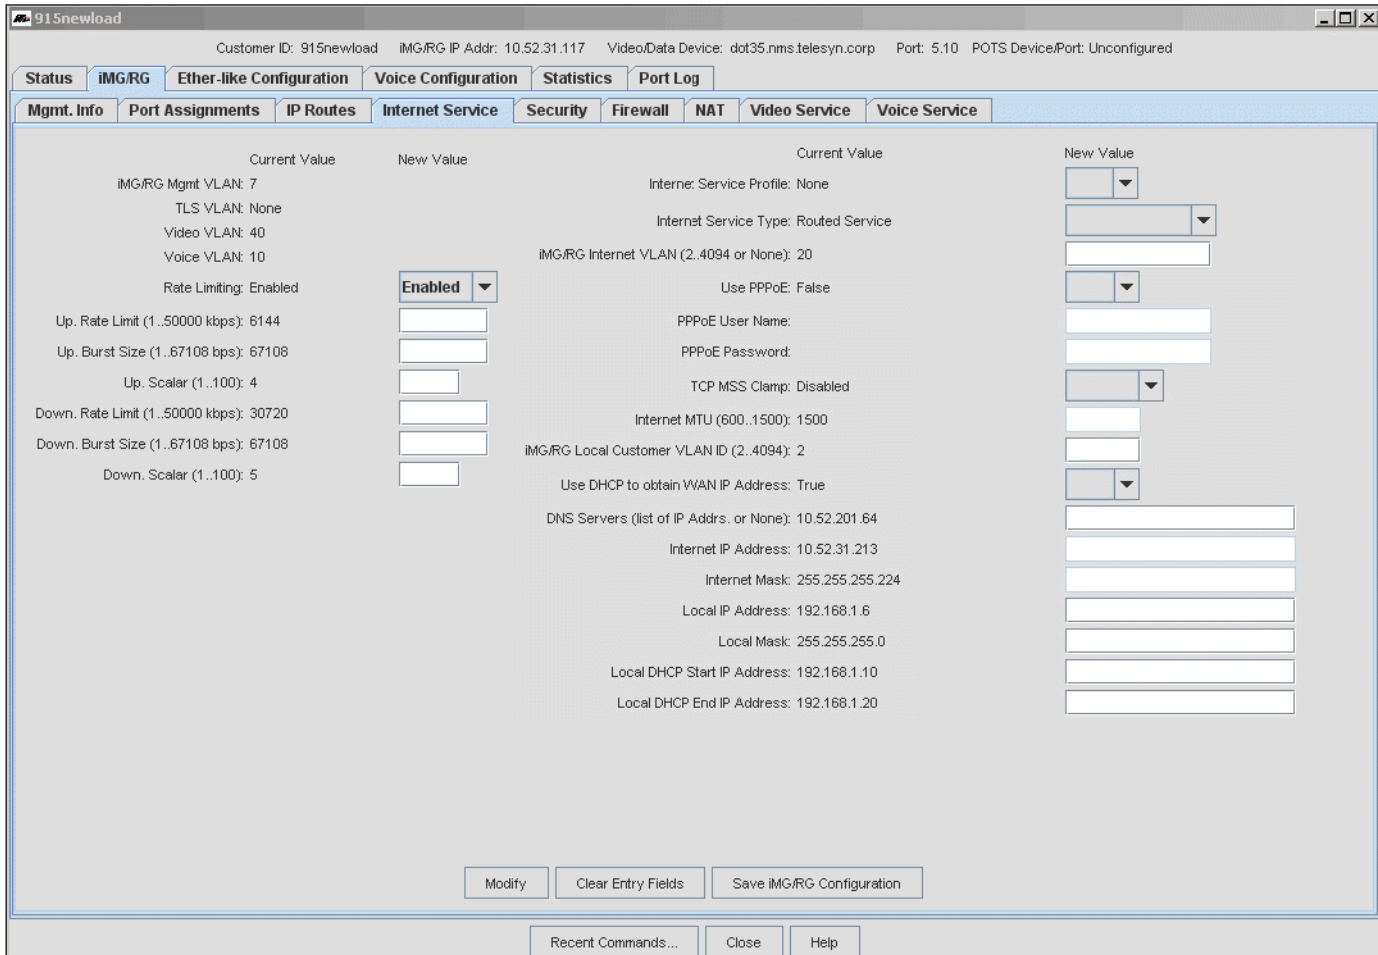 915newload
Customer ID: 915newload iMG/RG IP Addr: 10.52.31.117 Video/Data Device: dot35.nms.telesyn.corp Port: 5.10 POTS Device/Port: Unconfigured
Status iMG/RG Ether-like Configuration Voice Configuration Statistics Port Log
Mgmt. Info Port Assignments IP Routes Internet Service Security Firewall NAT Video Service Voice Service
Current Value New Value
iMG/RG Mgmt VLAN: 7
TLS VLAN: None
Video VLAN: 40
Voice VLAN: 10
Rate Limiting: Enabled Enabled
Up. Rate Limit (1..50000 kbps): 6144
Up. Burst Size (1..67108 bps): 67108
Up. Scalar (1..100): 4
Down. Rate Limit (1..50000 kbps): 30720
Down. Burst Size (1..67108 bps): 67108
Down. Scalar (1..100): 5
Current Value New Value
Internet Service Profile: None
Internet Service Type: Routed Service
iMG/RG Internet VLAN (2..4094 or None): 20
Use PPPoE: False
PPPoE User Name:
PPPoE Password:
TCP MSS Clamp: Disabled
Internet MTU (600..1500): 1500
iMG/RG Local Customer VLAN ID (2..4094): 2
Use DHCP to obtain WAN IP Address: True
DNS Servers (list of IP Addrs. or None): 10.52.201.64
Internet IP Address: 10.52.31.213
Internet Mask: 255.255.255.224
Local IP Address: 192.168.1.6
Local Mask: 255.255.255.0
Local DHCP Start IP Address: 192.168.1.10
Local DHCP End IP Address: 192.168.1.20
Modify Clear Entry Fields Save iMG/RG Configuration
Recent Commands... Close Help